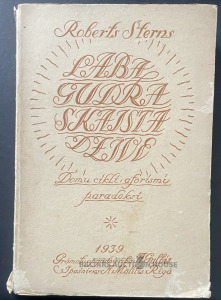 Roberts Sterns
LABA
GUDRA
SKAISTA
DZIVE
Domu cikli, aforismi
paradoksi
1939